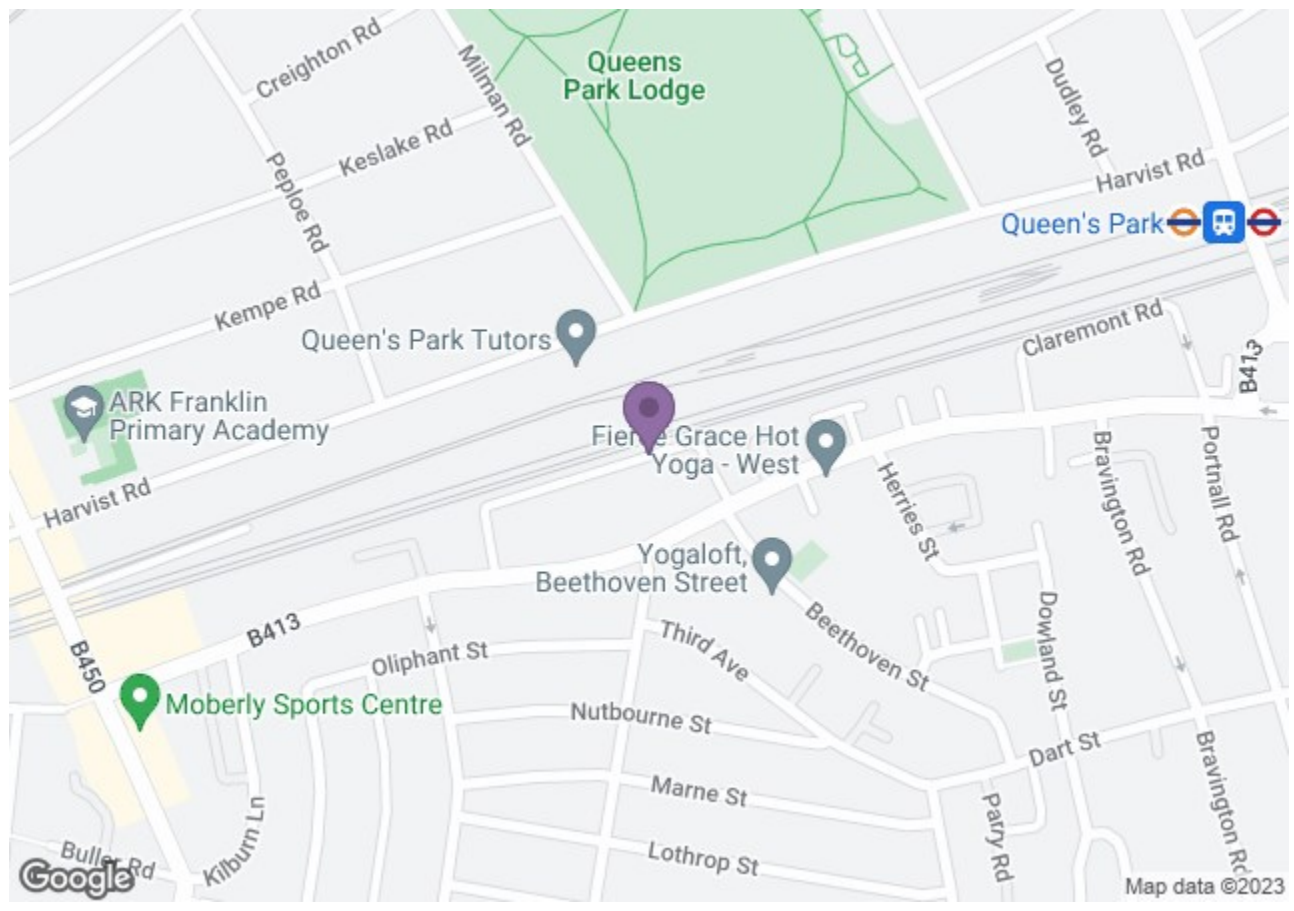 Creighton Rd
Milman Rd
Queens
Park Lodge
Dudley Rd
Keslake Rd
Peploe Rd
Harvist Rd
Queen's Park
Kempe Rd
Queen's Park Tutors
Claremont Rd
B413
ARK Franklin
Primary Academy
Fierce Grace Hot
Yoga - West
Harvist Rd
Herries St
Bravington Rd
Portnall Rd
Yogaloft,
Beethoven Street
B413
B450
Oliphant St
Third Ave
Beethoven St
Dowland St
Moberly Sports Centre
Nutbourne St
Dart St
Bravington Rd
Marne St
Parry Rd
Kilburn Ln
Buller Rd
Lothrop St
Google
Map data ©2023